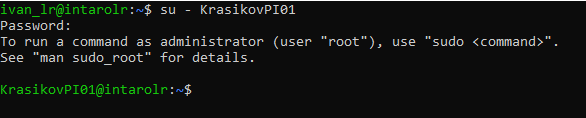 ivan_lr@intarolr:~$ su - KrasikovPI01
Password:
To run a command as administrator (user "root"), use "sudo <command>".
See "man sudo_root" for details.
KrasikovPI01@intarolr:~$